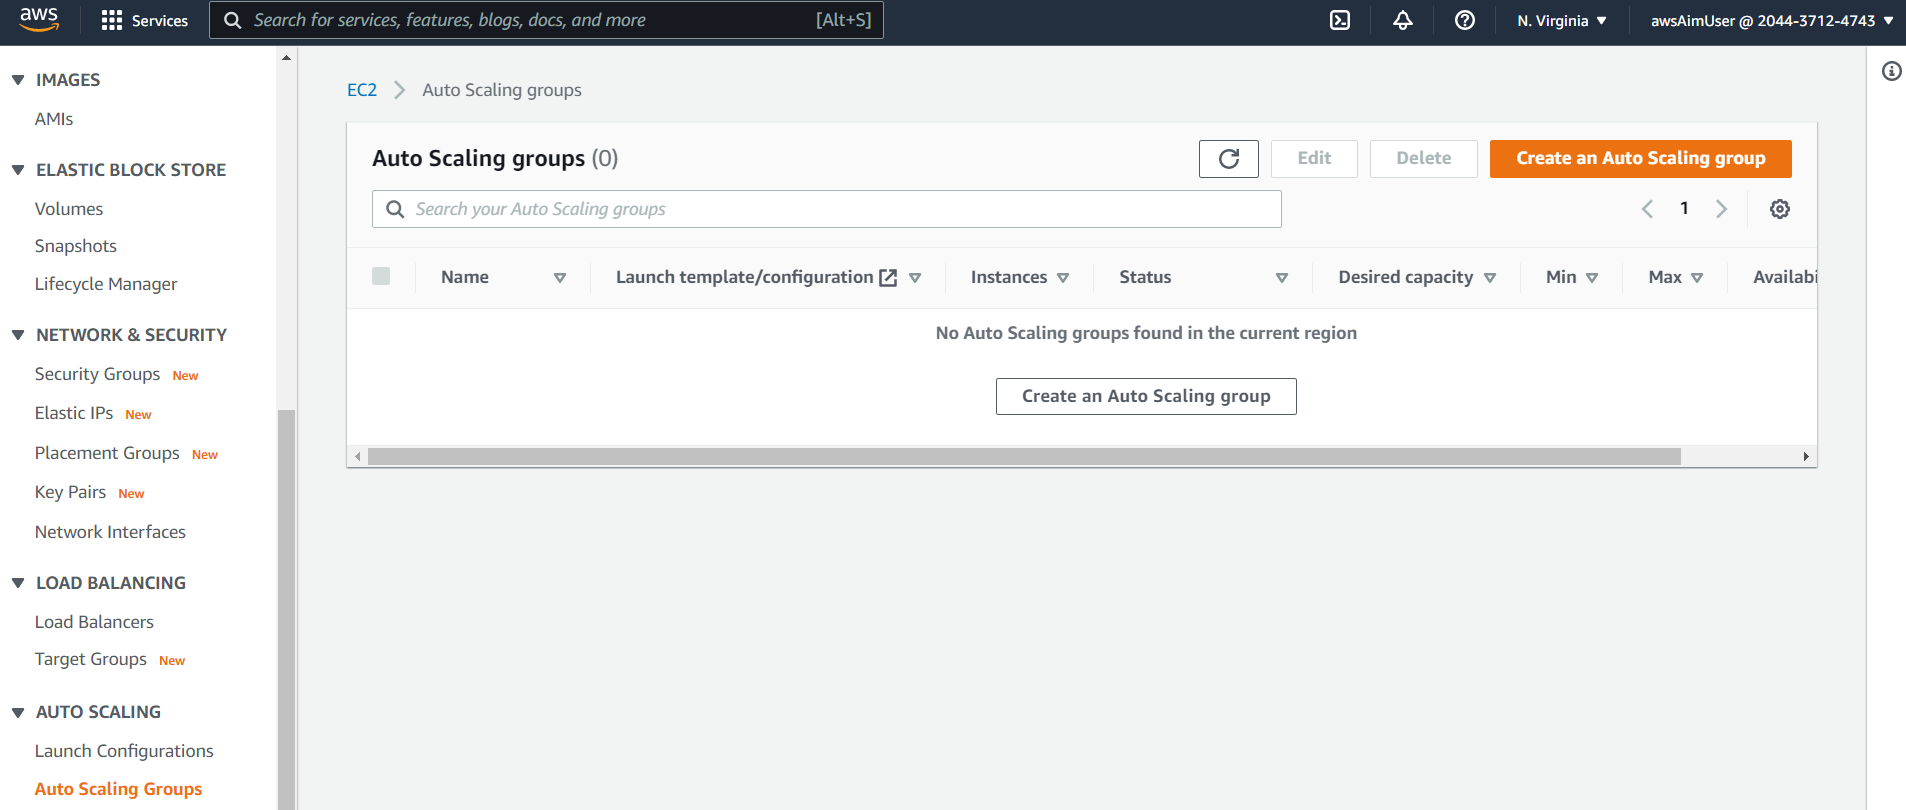 aws
Services
Search for services, features, blogs, docs, and more [Alt+S]
N. Virginia
awsAimUser @ 2044-3712-4743
IMAGES
AMIs
ELASTIC BLOCK STORE
Volumes
Snapshots
Lifecycle Manager
NETWORK & SECURITY
Security Groups New
Elastic IPs New
Placement Groups New
Key Pairs New
Network Interfaces
LOAD BALANCING
Load Balancers
Target Groups New
AUTO SCALING
Launch Configurations
Auto Scaling Groups
EC2 > Auto Scaling groups
Auto Scaling groups (0)
Edit
Delete
Create an Auto Scaling group
Search your Auto Scaling groups
1
Name
Launch template/configuration
Instances
Status
Desired capacity
Min
Max
Availabi
No Auto Scaling groups found in the current region
Create an Auto Scaling group